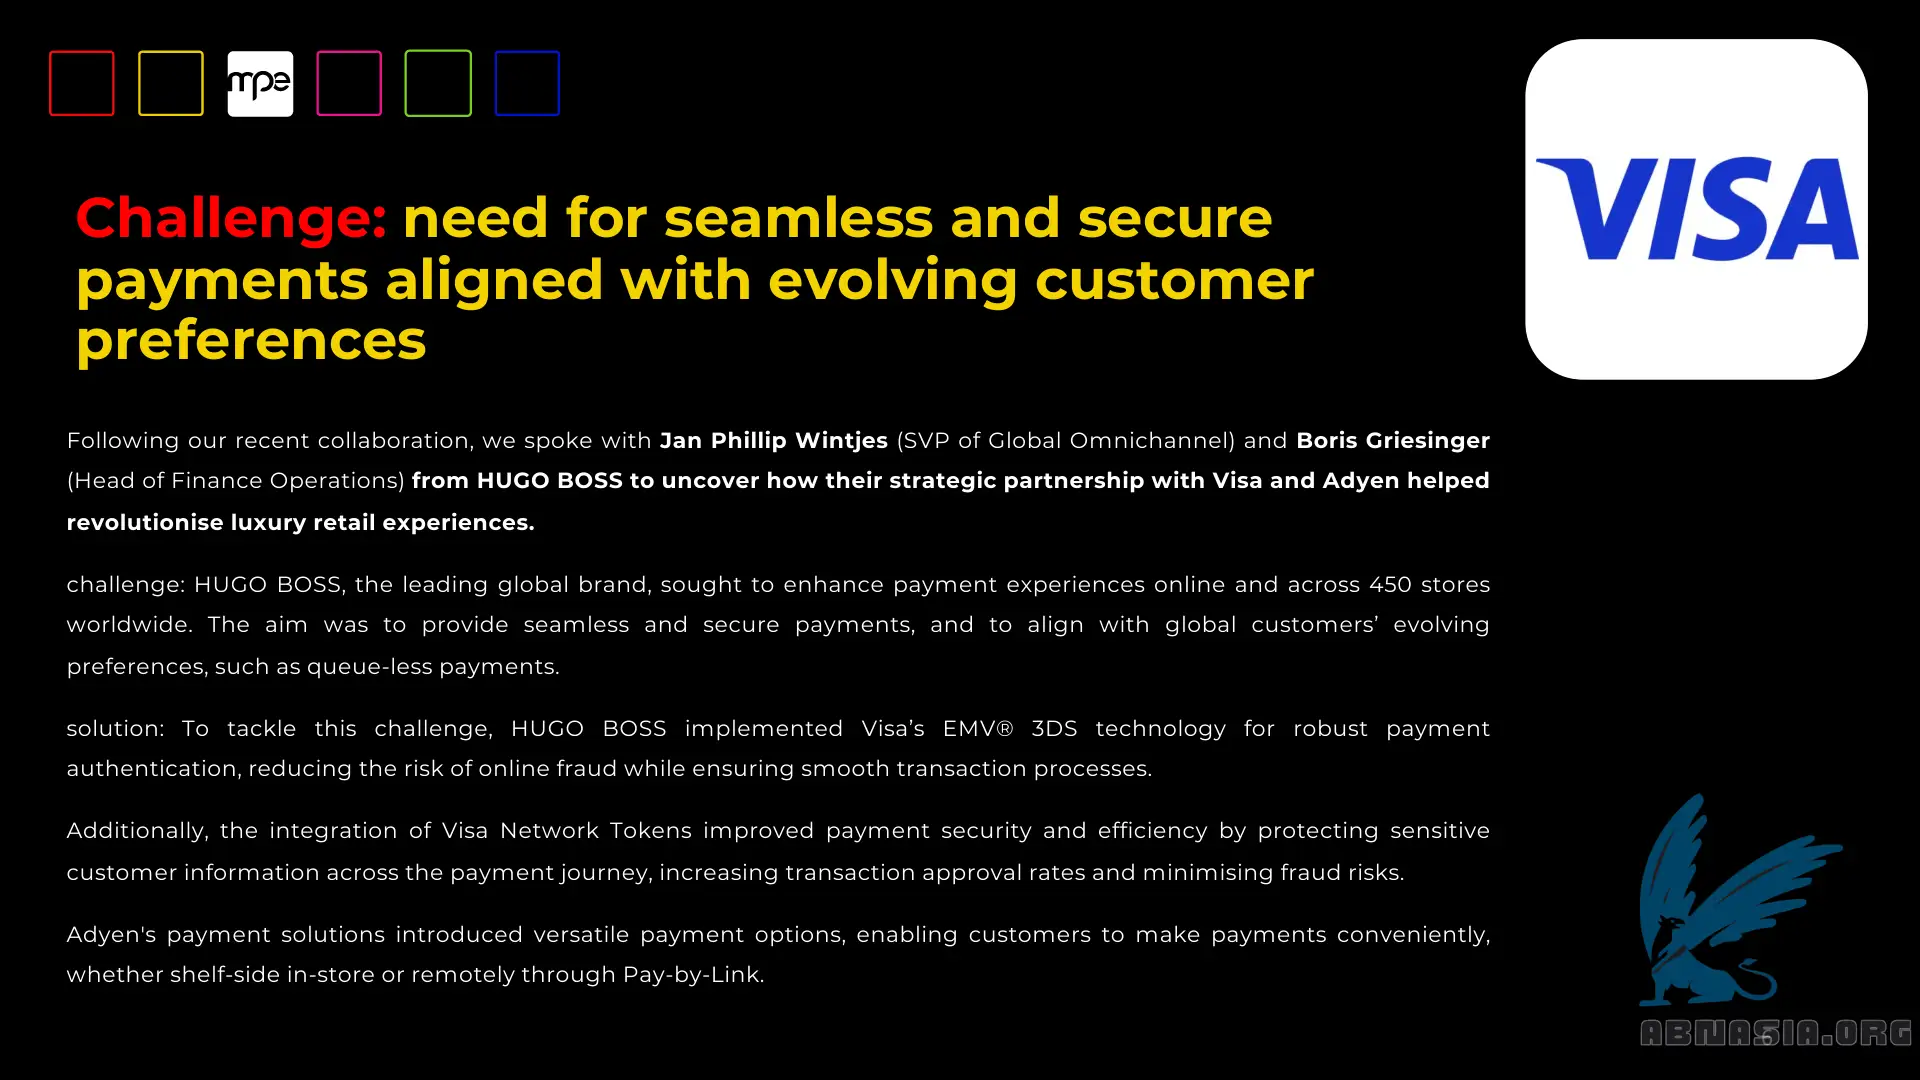 mpe
VISA
Challenge: need for seamless and secure
payments aligned with evolving customer
preferences
Following our recent collaboration, we spoke with Jan Phillip Wintjes (SVP of Global Omnichannel) and Boris Griesinger
(Head of Finance Operations) from HUGO BOSS to uncover how their strategic partnership with Visa and Adyen helped
revolutionise luxury retail experiences.
challenge: HUGO BOSS, the leading global brand, sought to enhance payment experiences online and across 450 stores
worldwide. The aim was to provide seamless and secure payments, and to align with global customers’ evolving
preferences, such as queue-less payments.
solution: To tackle this challenge, HUGO BOSS implemented Visa’s EMV® 3DS technology for robust payment
authentication, reducing the risk of online fraud while ensuring smooth transaction processes.
Additionally, the integration of Visa Network Tokens improved payment security and efficiency by protecting sensitive
customer information across the payment journey, increasing transaction approval rates and minimising fraud risks.
Adyen's payment solutions introduced versatile payment options, enabling customers to make payments conveniently,
whether shelf-side in-store or remotely through Pay-by-Link.
ABNASIA.ORG
6